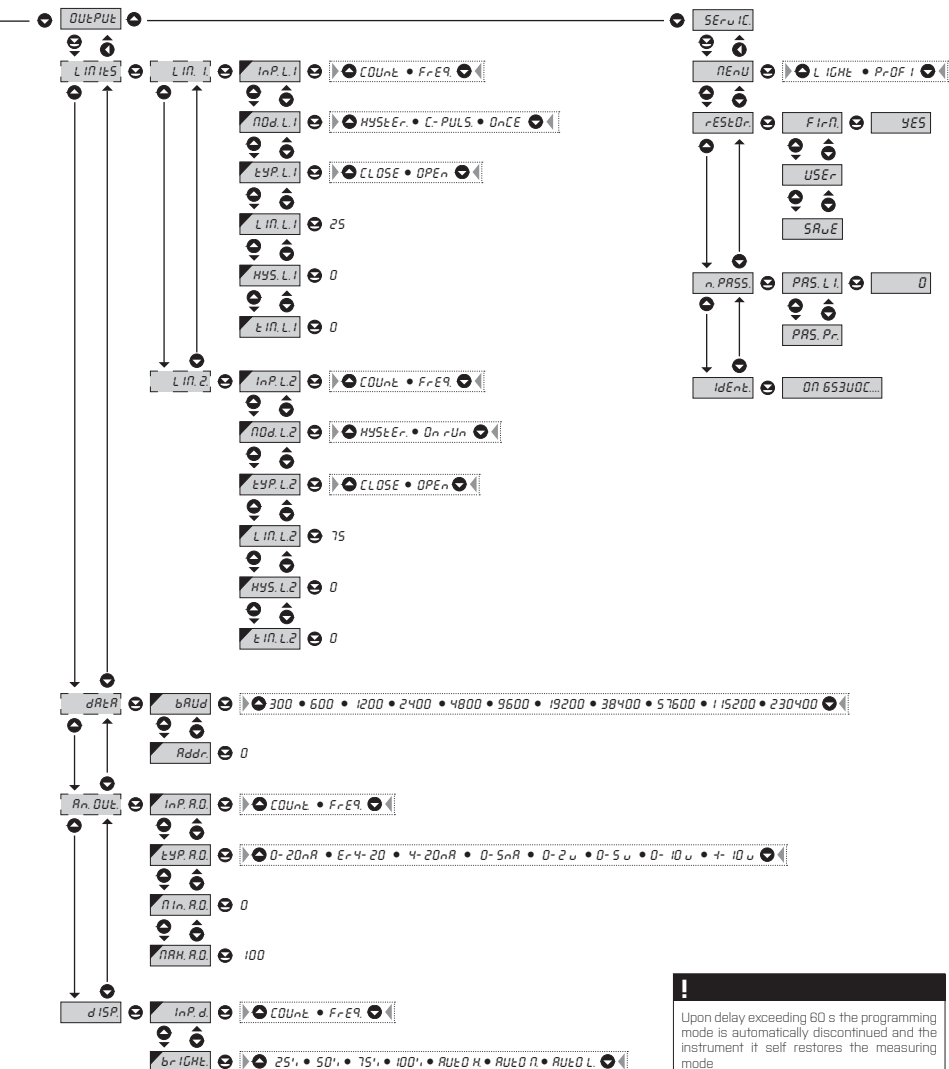 OUTPUT SERVIC.
MENU LIGHT • PROFI
LIMITS LIM. 1. INP. L.1 COUNT • FREQ.
MOD. L.1 HYSTER. • C.- PULS. • ONCE RESTOR. FIRM. YES
TYP. L.1 CLOSE • OPEN USER
LIM. L.1 25 SAVE
HYS. L.1 0 N. PASS. PAS. L1. 0
TIM. L.1 0 PAS. Pr.
LIM. 2. INP. L.2 COUNT • FREQ. IDENT. OM 653UQC....
MOD. L.2 HYSTER. • ON RUN
TYP. L.2 CLOSE • OPEN
LIM. L.2 75
HYS. L.2 0
TIM. L.2 0
DATA BAUD 300 • 600 • 1200 • 2400 • 4800 • 9600 • 19200 • 38400 • 57600 • 115200 • 230400
ADDR. 0
AN. OUT. INP. A.O. COUNT • FREQ.
TYP. A.O. 0-20mA • Er4-20 • 4-20mA • 0-5mA • 0-2 V • 0-5 V • 0-10 V • +-10 V
MIN. A.O. 0
MAX. A.O. 100
DISP. INP. D. COUNT • FREQ.
BRIGHT. 25% • 50% • 75% • 100% • AUTO H. • AUTO M. • AUTO L.
!
Upon delay exceeding 60 s the programming
mode is automatically discontinued and the
instrument it self restores the measuring
mode